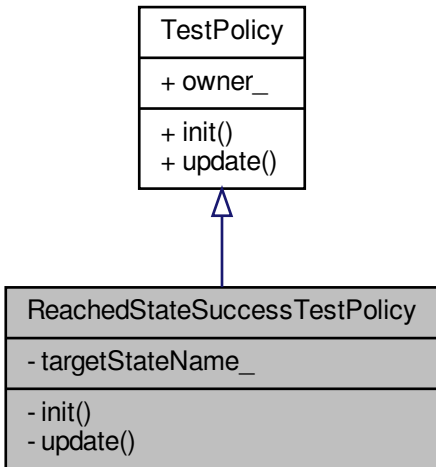 TestPolicy
+ owner_
+ init()
+ update()
ReachedStateSuccessTestPolicy
- targetStateName_
- init()
- update()